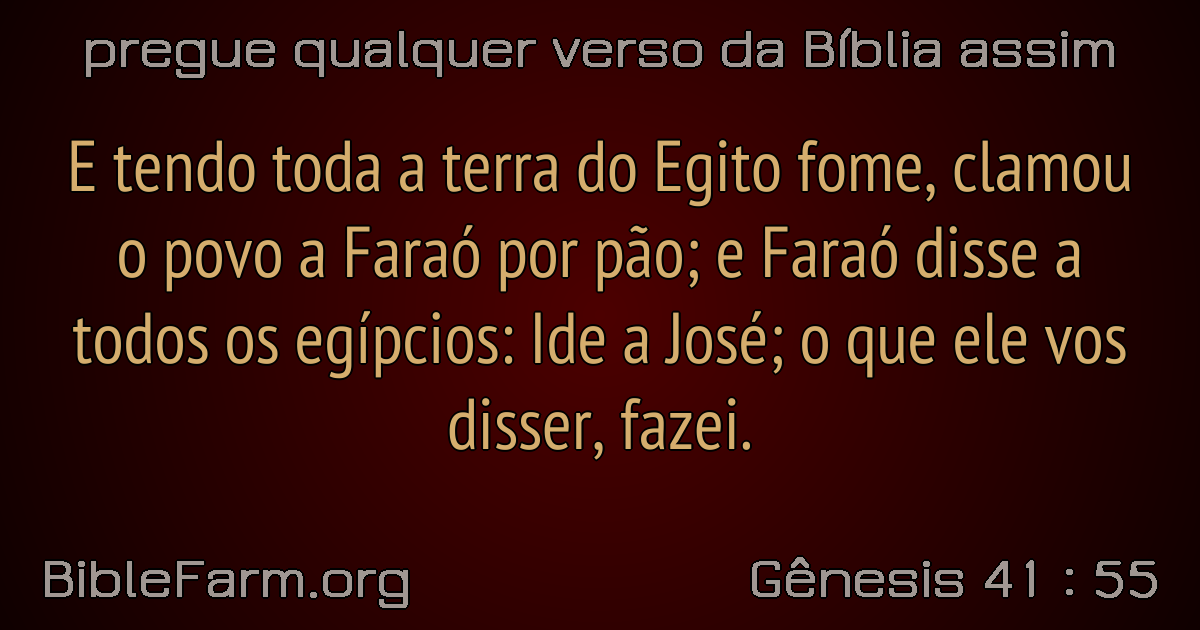 pregue qualquer verso da Bíblia assim
E tendo toda a terra do Egito fome, clamou
o povo a Faraó por pão; e Faraó disse a
todos os egípcios: Ide a José; o que ele vos
disser, fazei.
BibleFarm.org
Gênesis 41 : 55